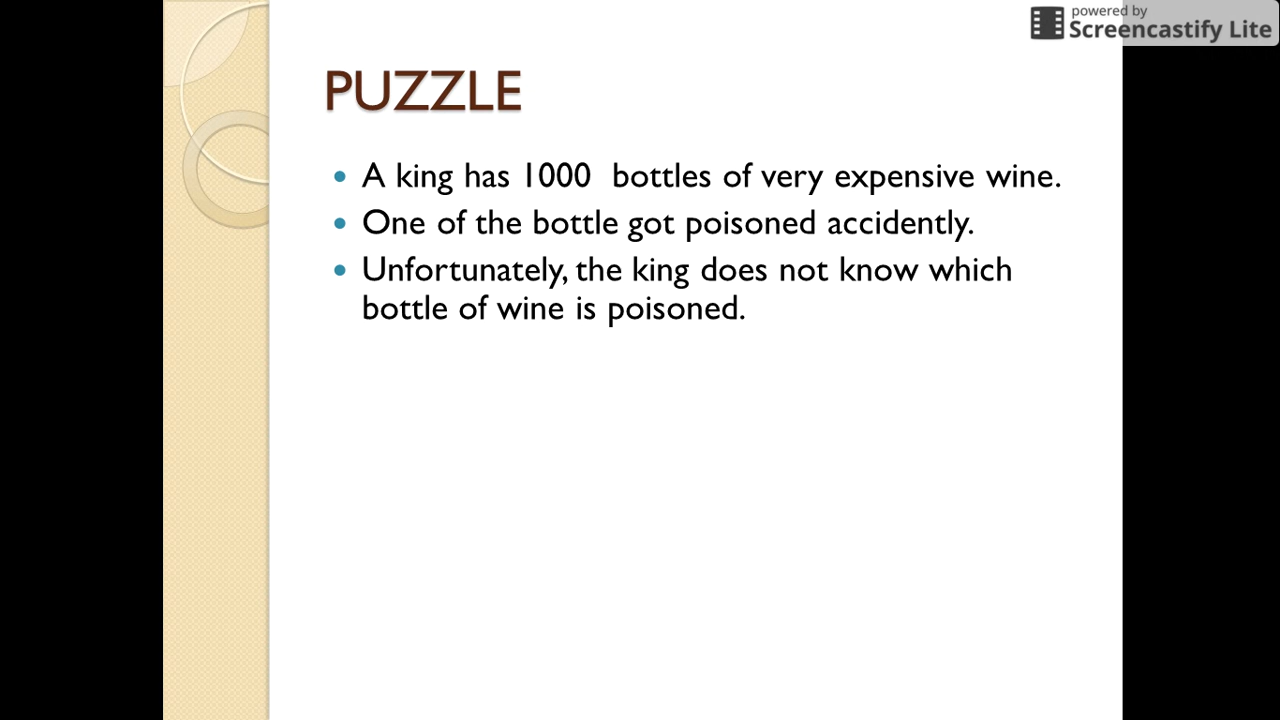 powered by
Screencastify Lite
PUZZLE
• A king has 1000  bottles of very expensive wine.
• One of the bottle got poisoned accidently.
• Unfortunately, the king does not know which
bottle of wine is poisoned.